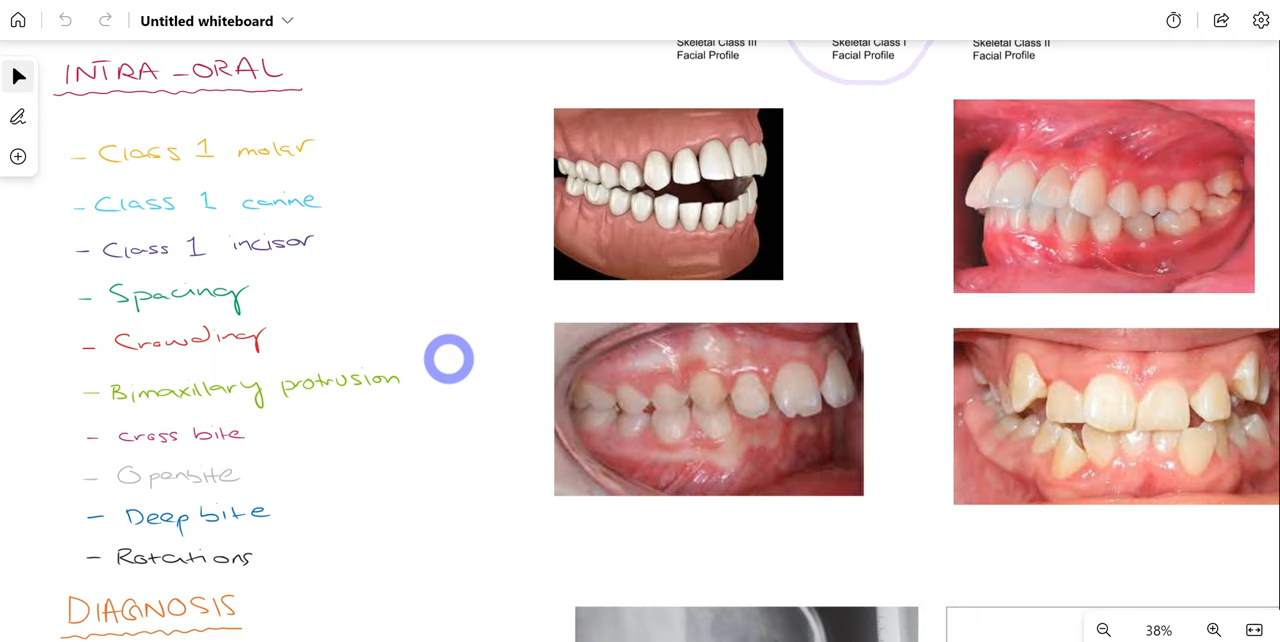 Untitled whiteboard
Skeletal Class III
Facial Profile
Skeletal Class I
Facial Profile
Skeletal Class II
Facial Profile
INTRA-ORAL
- Class 1 molar
- Class 1 canine
- Class 1 incisor
- Spacing
- Crowding
- Bimaxillary protrusion
- cross bite
- Openbite
- Deep bite
- Rotations
DIAGNOSIS
38%